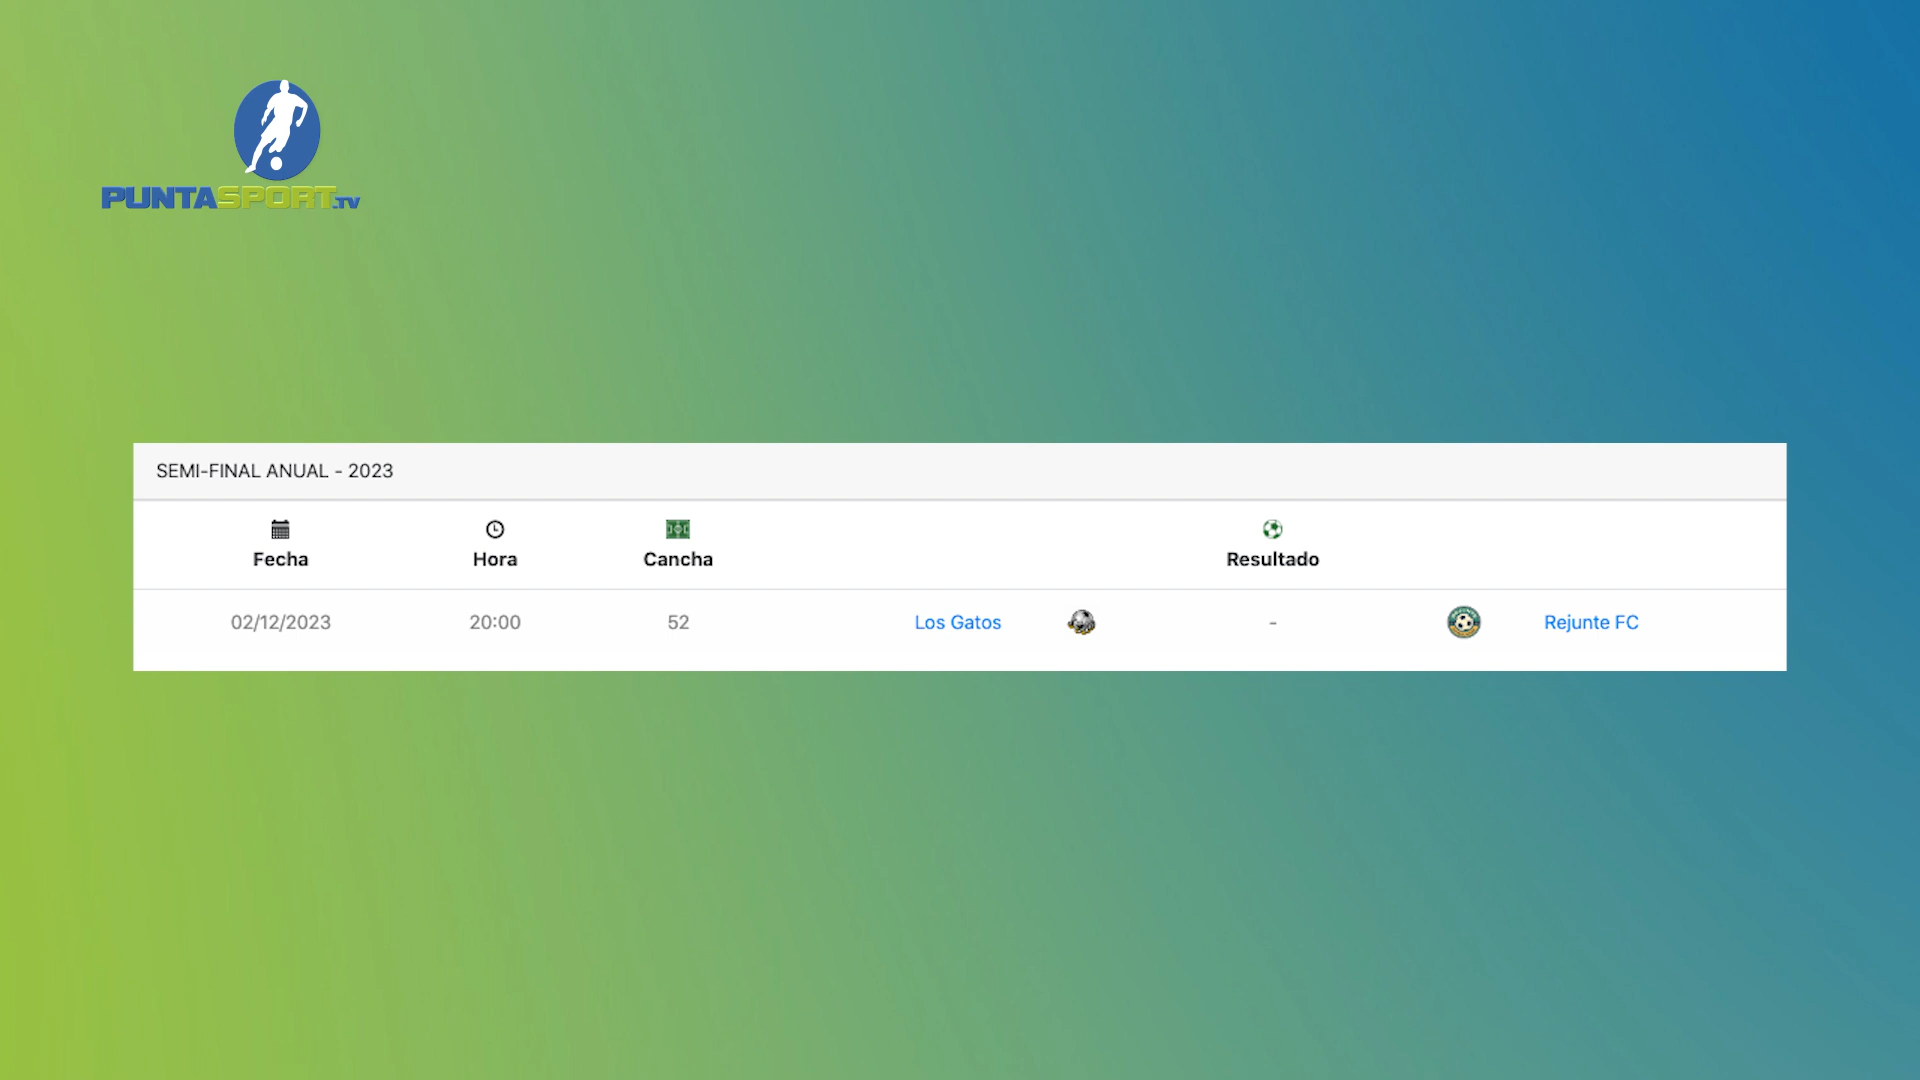 PUNTASPORT.TV
SEMI-FINAL ANUAL - 2023
Fecha Hora Cancha Resultado
02/12/2023 20:00 52 Los Gatos - Rejunte FC